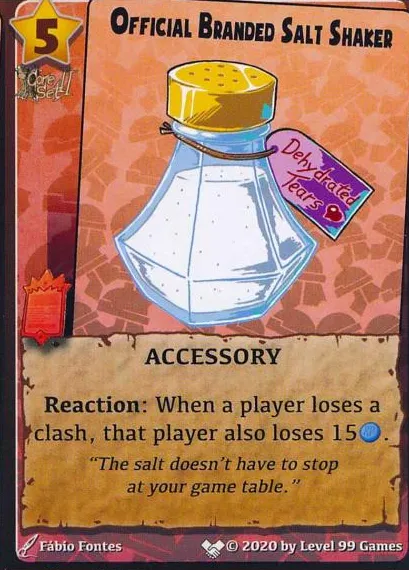 5
OFFICIAL BRANDED SALT SHAKER
Core
Set II
Dehydrated
Tears
ACCESSORY
Reaction: When a player loses a
clash, that player also loses 15.
“The salt doesn’t have to stop
at your game table.”
Fábio Fontes
© 2020 by Level 99 Games